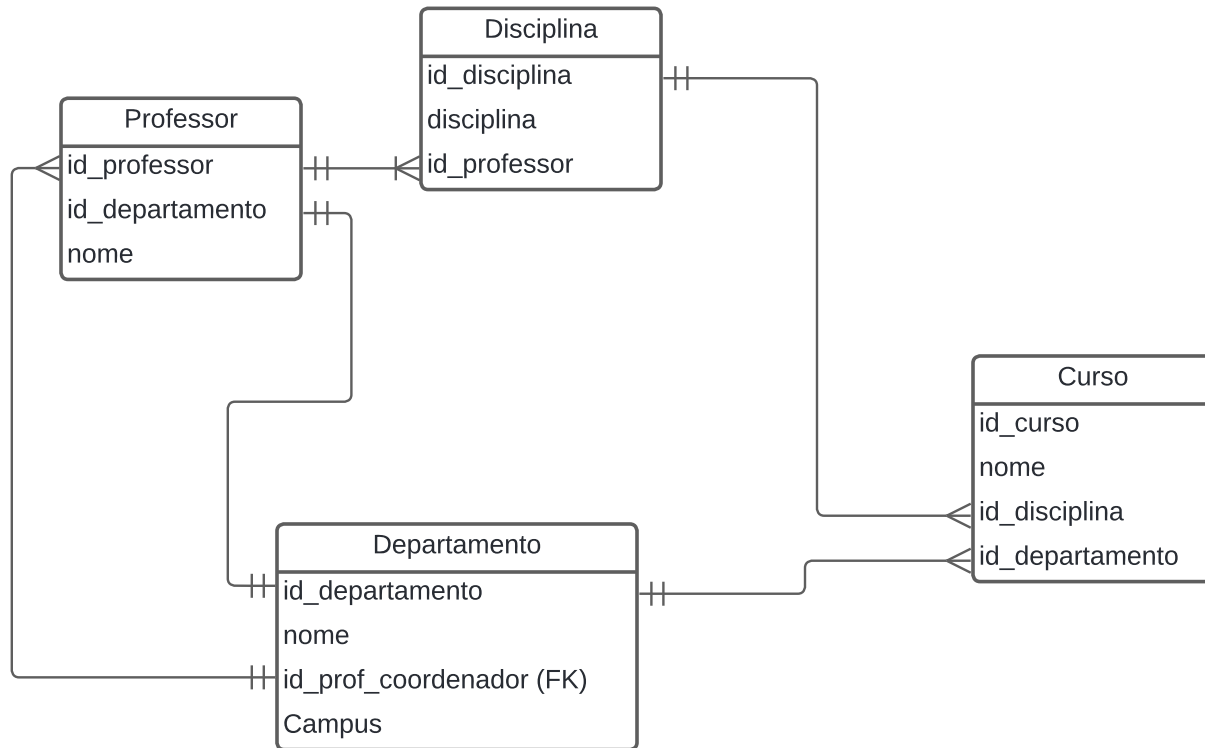 Disciplina
id_disciplina
disciplina
id_professor
Professor
id_professor
id_departamento
nome
Curso
id_curso
nome
id_disciplina
id_departamento
Departamento
id_departamento
nome
id_prof_coordenador (FK)
Campus